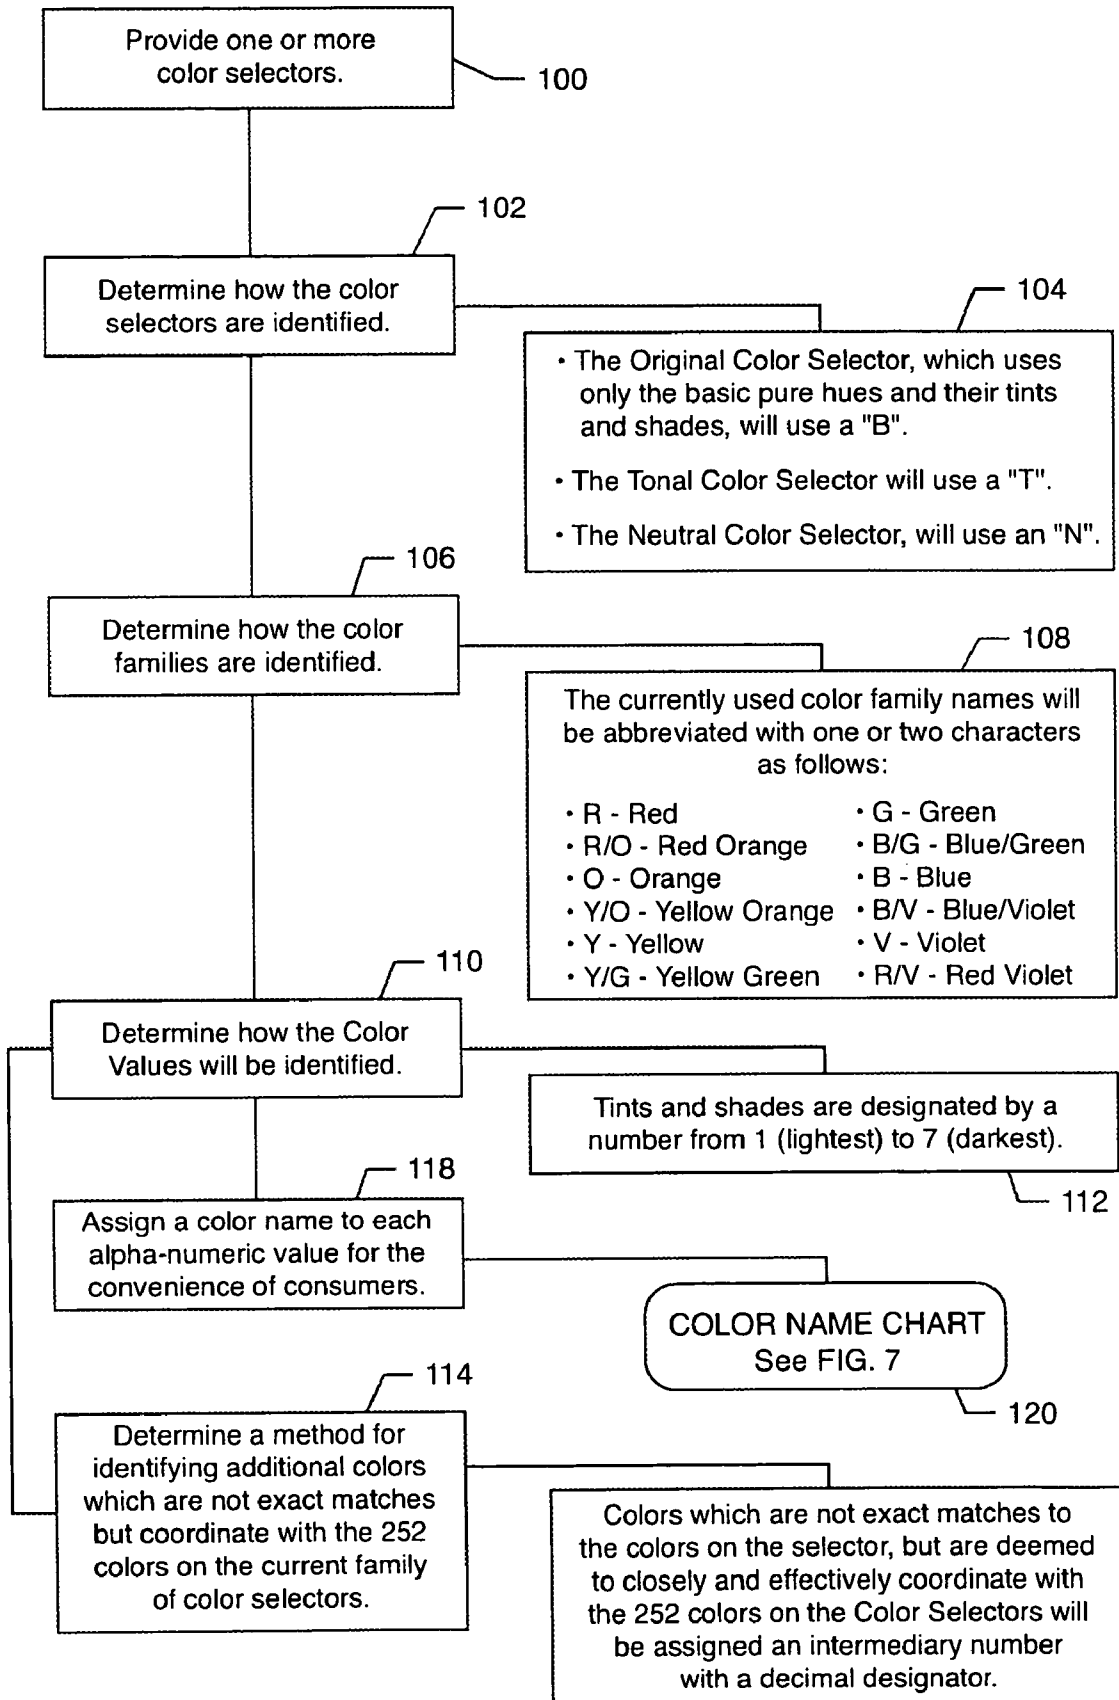 Provide one or more
color selectors.
100
102
Determine how the color
selectors are identified.
104
· The Original Color Selector, which uses
only the basic pure hues and their tints
and shades, will use a "B".
· The Tonal Color Selector will use a "T".
· The Neutral Color Selector, will use an "N".
106
Determine how the color
families are identified.
108
The currently used color family names will
be abbreviated with one or two characters
as follows:
· R - Red
· R/O - Red Orange
· O - Orange
· Y/O - Yellow Orange
· Y - Yellow
· Y/G - Yellow Green
· G - Green
· B/G - Blue/Green
· B - Blue
· B/V - Blue/Violet
· V - Violet
· R/V - Red Violet
110
Determine how the Color
Values will be identified.
Tints and shades are designated by a
number from 1 (lightest) to 7 (darkest).
112
118
Assign a color name to each
alpha-numeric value for the
convenience of consumers.
COLOR NAME CHART
See FIG. 7
120
114
Determine a method for
identifying additional colors
which are not exact matches
but coordinate with the 252
colors on the current family
of color selectors.
Colors which are not exact matches to
the colors on the selector, but are deemed
to closely and effectively coordinate with
the 252 colors on the Color Selectors will
be assigned an intermediary number
with a decimal designator.